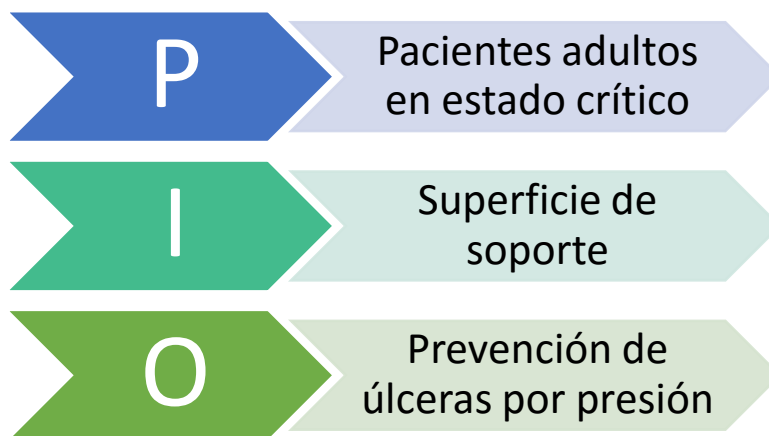 P
Pacientes adultos
en estado crítico
I
Superficie de
soporte
O
Prevención de
úlceras por presión